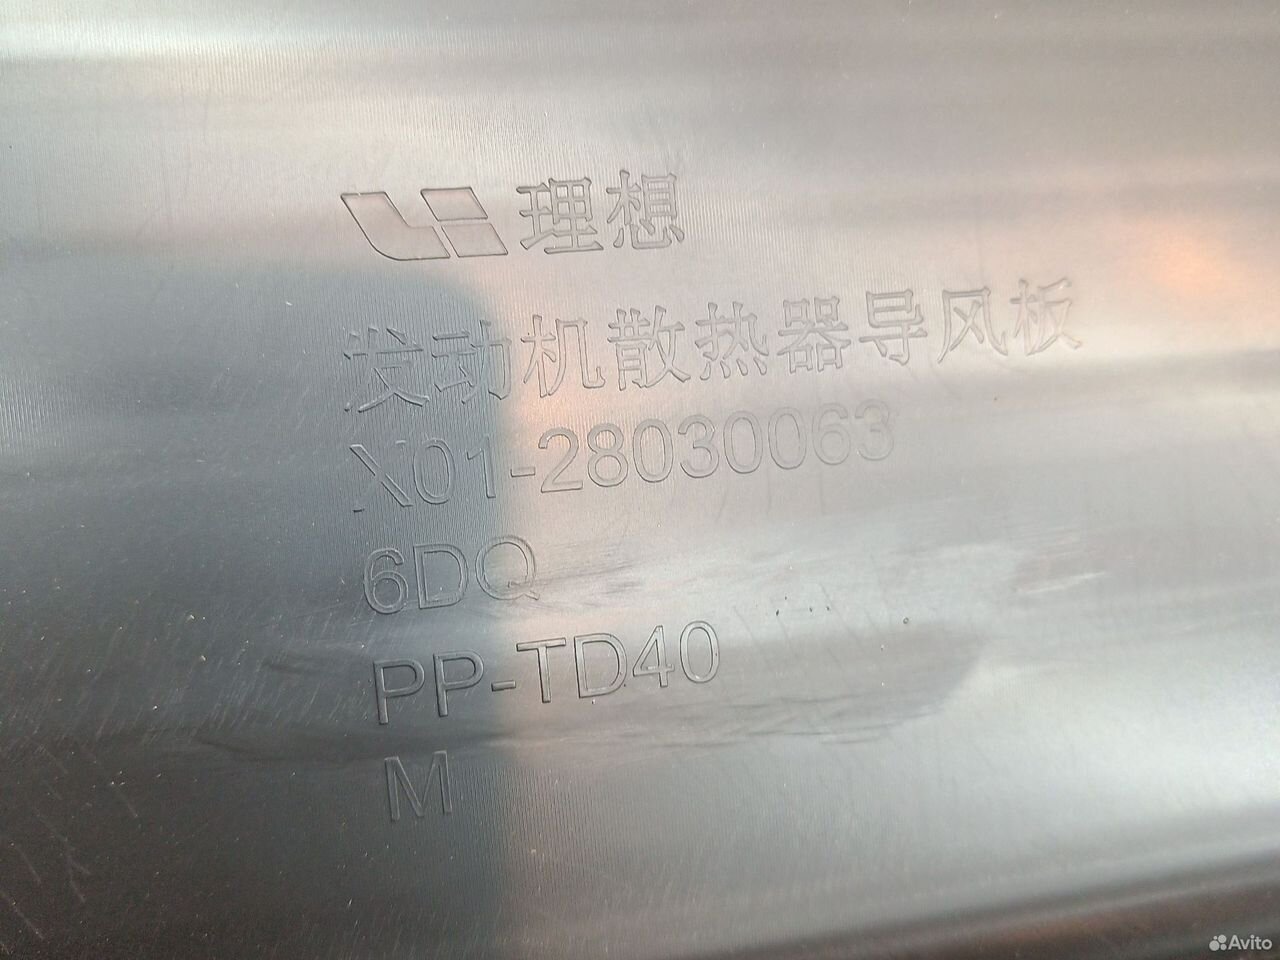 理想
发动机散热器导风板
X01-28030063
6DQ
PP-TD40
M
Avito